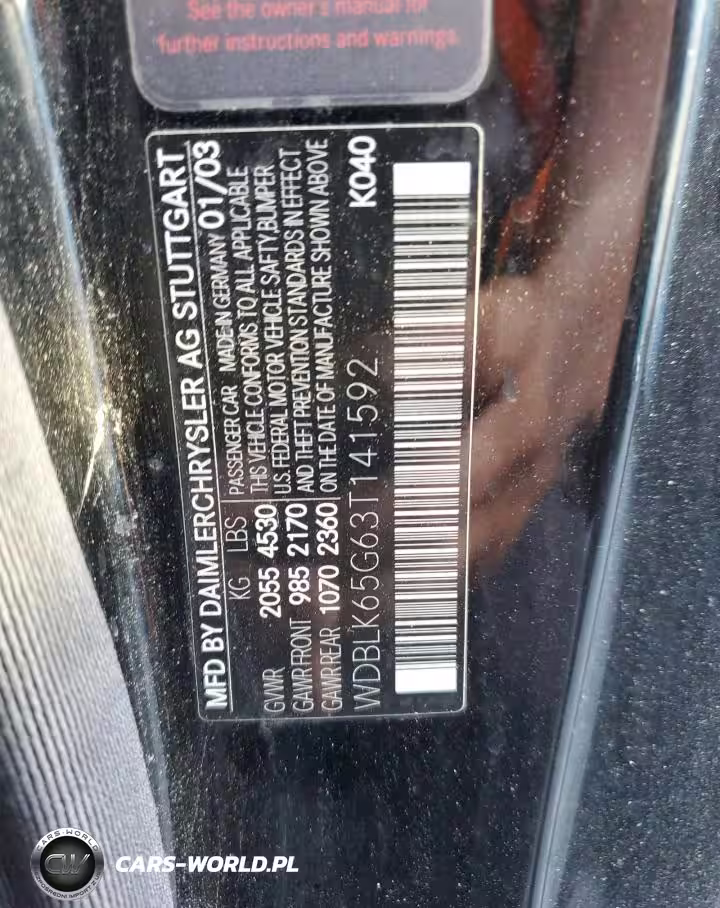 See the owner's manual for
further instructions and warnings.
MFD BY DAIMLERCHRYSLER AG STUTTGART
KG LBS PASSENGER CAR MADE IN GERMANY 01/03
GVWR 2055 4530 THIS VEHICLE CONFORMS TO ALL APPLICABLE
U.S. FEDERAL MOTOR VEHICLE SAFTY,BUMPER
GAWR FRONT 985 2170 AND THEFT PREVENTION STANDARDS IN EFFECT
GAWR REAR 1070 2360 ON THE DATE OF MANUFACTURE SHOWN ABOVE
WDBLK65G63T141592 K040
CARS-WORLD
CW
CARS-WORLD.PL